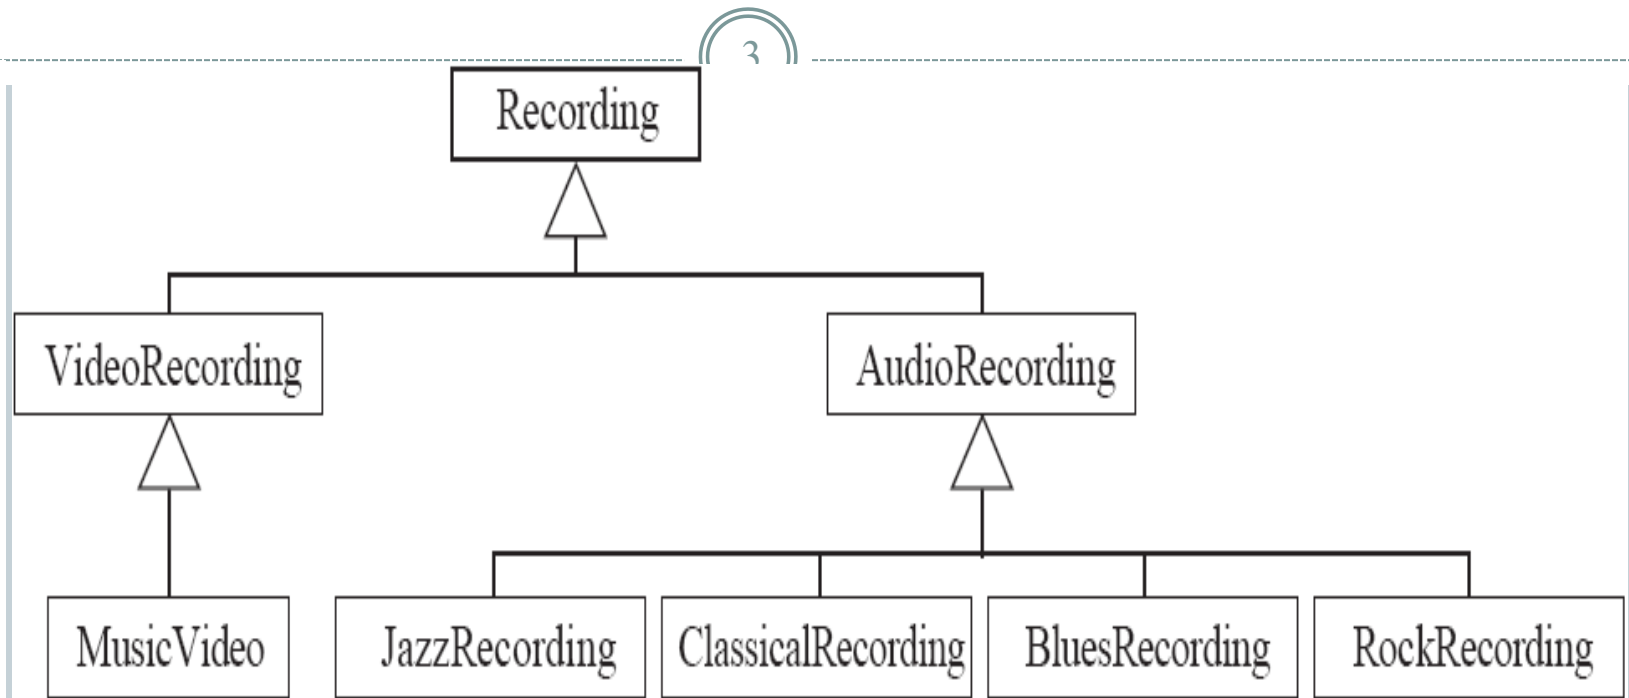 3
Recording
VideoRecording
AudioRecording
MusicVideo
JazzRecording
ClassicalRecording
BluesRecording
RockRecording